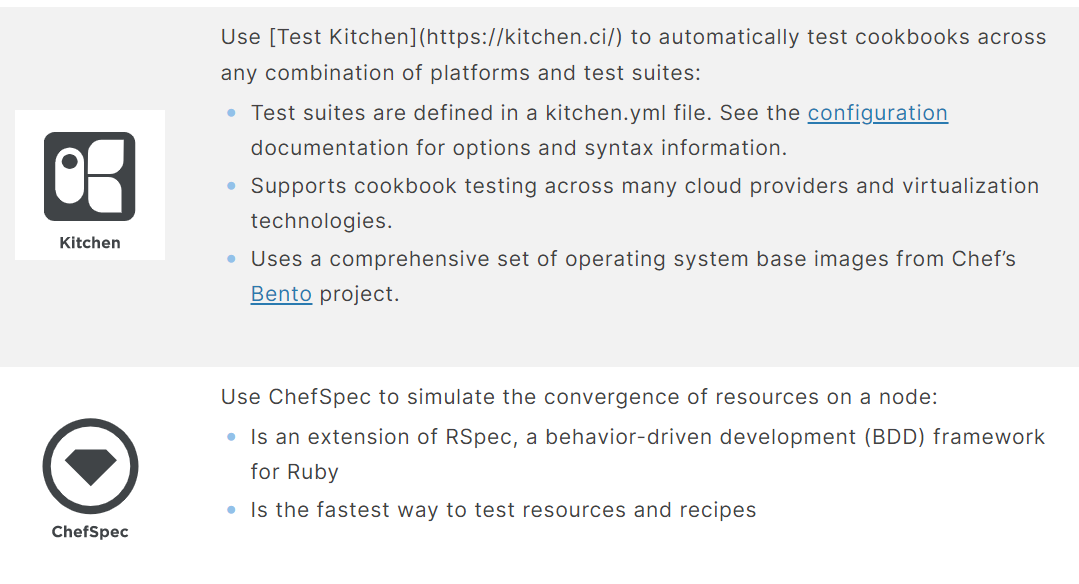 Use [Test Kitchen](https://kitchen.ci/) to automatically test cookbooks across
any combination of platforms and test suites:
Test suites are defined in a kitchen.yml file. See the configuration
documentation for options and syntax information.
Supports cookbook testing across many cloud providers and virtualization
technologies.
Uses a comprehensive set of operating system base images from Chef’s
Bento project.
Kitchen
Use ChefSpec to simulate the convergence of resources on a node:
Is an extension of RSpec, a behavior-driven development (BDD) framework
for Ruby
Is the fastest way to test resources and recipes
ChefSpec